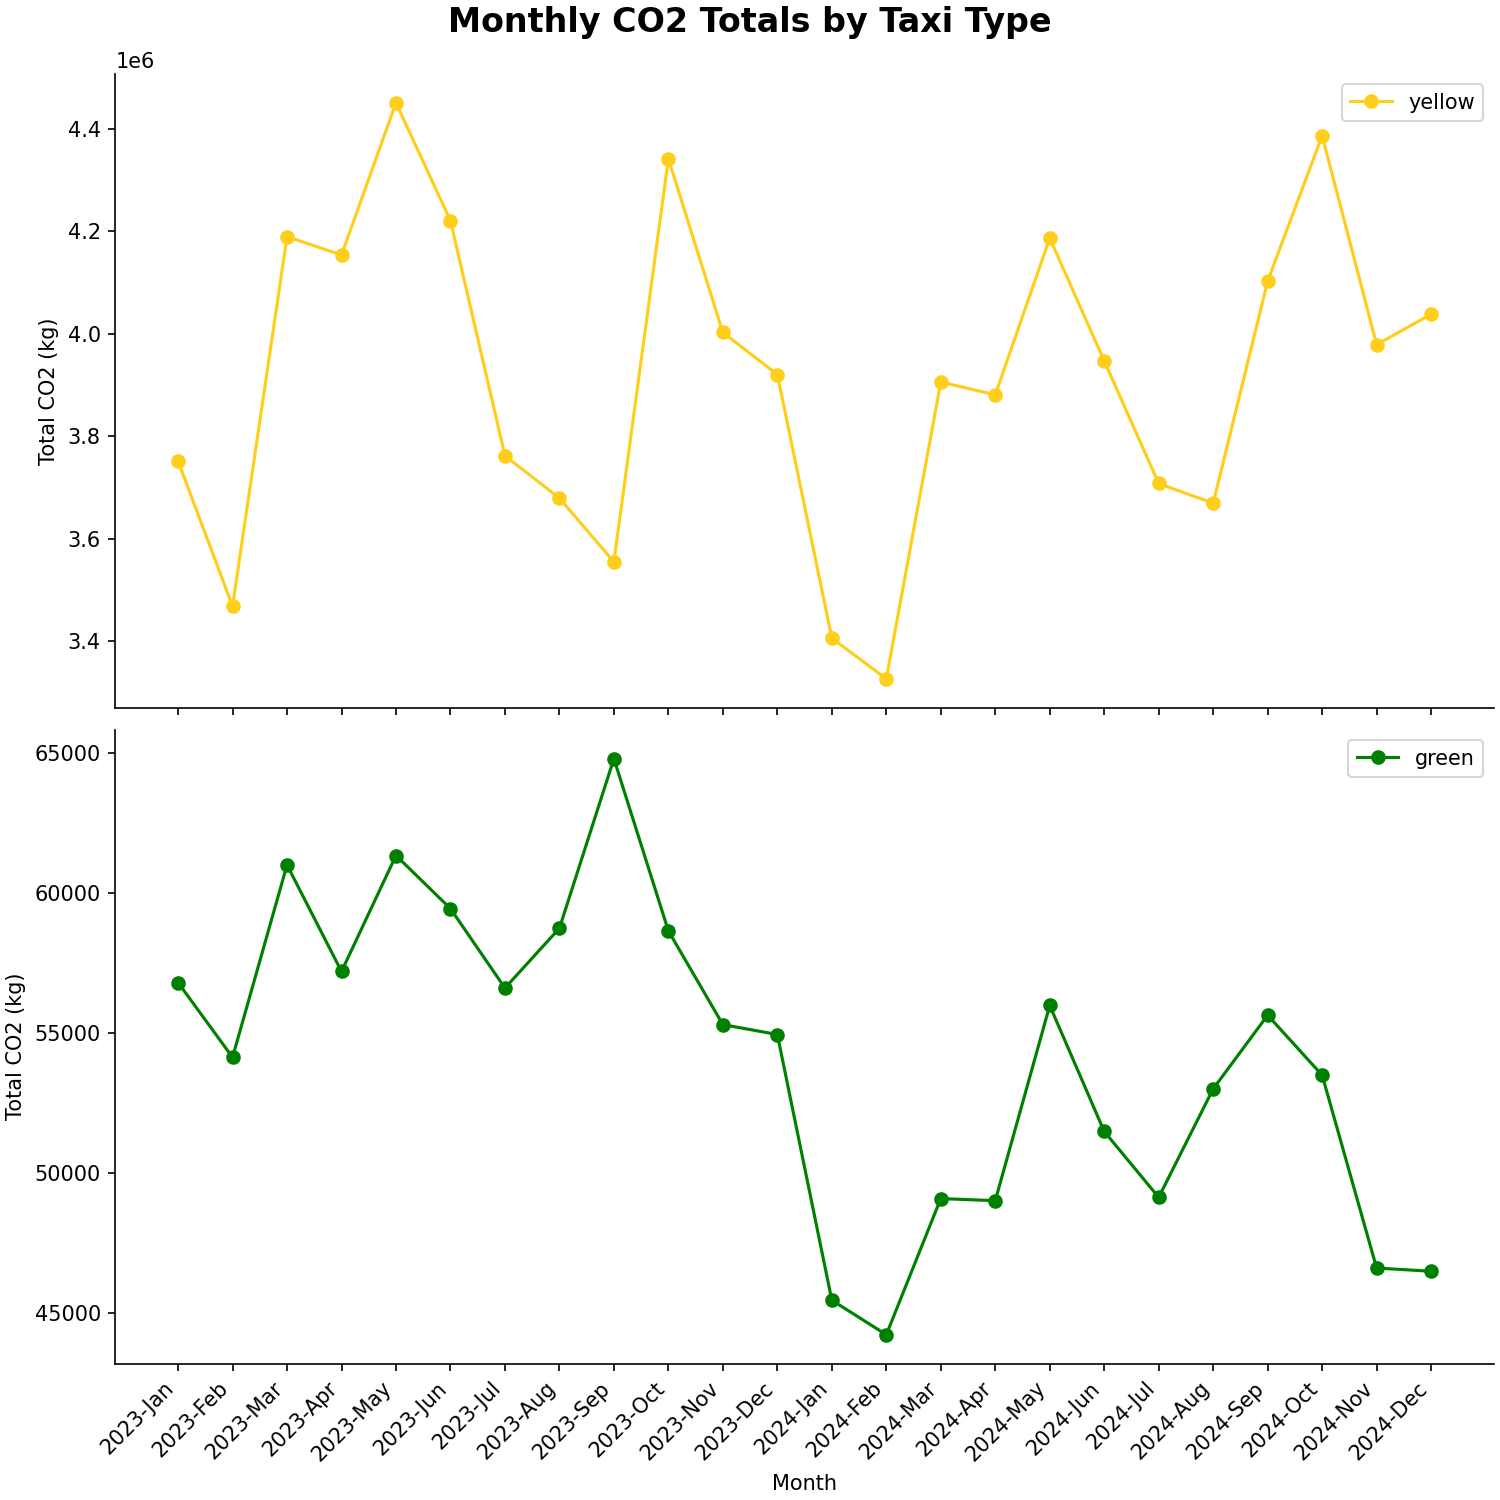 Monthly CO2 Totals by Taxi Type
1e6
yellow
4.4
4.2
4.0
3.8
3.6
3.4
Total CO2 (kg)
green
65000
60000
55000
50000
45000
Total CO2 (kg)
2023-Jan
2023-Feb
2023-Mar
2023-Apr
2023-May
2023-Jun
2023-Jul
2023-Aug
2023-Sep
2023-Oct
2023-Nov
2023-Dec
2024-Jan
2024-Feb
2024-Mar
2024-Apr
2024-May
2024-Jun
2024-Jul
2024-Aug
2024-Sep
2024-Oct
2024-Nov
2024-Dec
Month